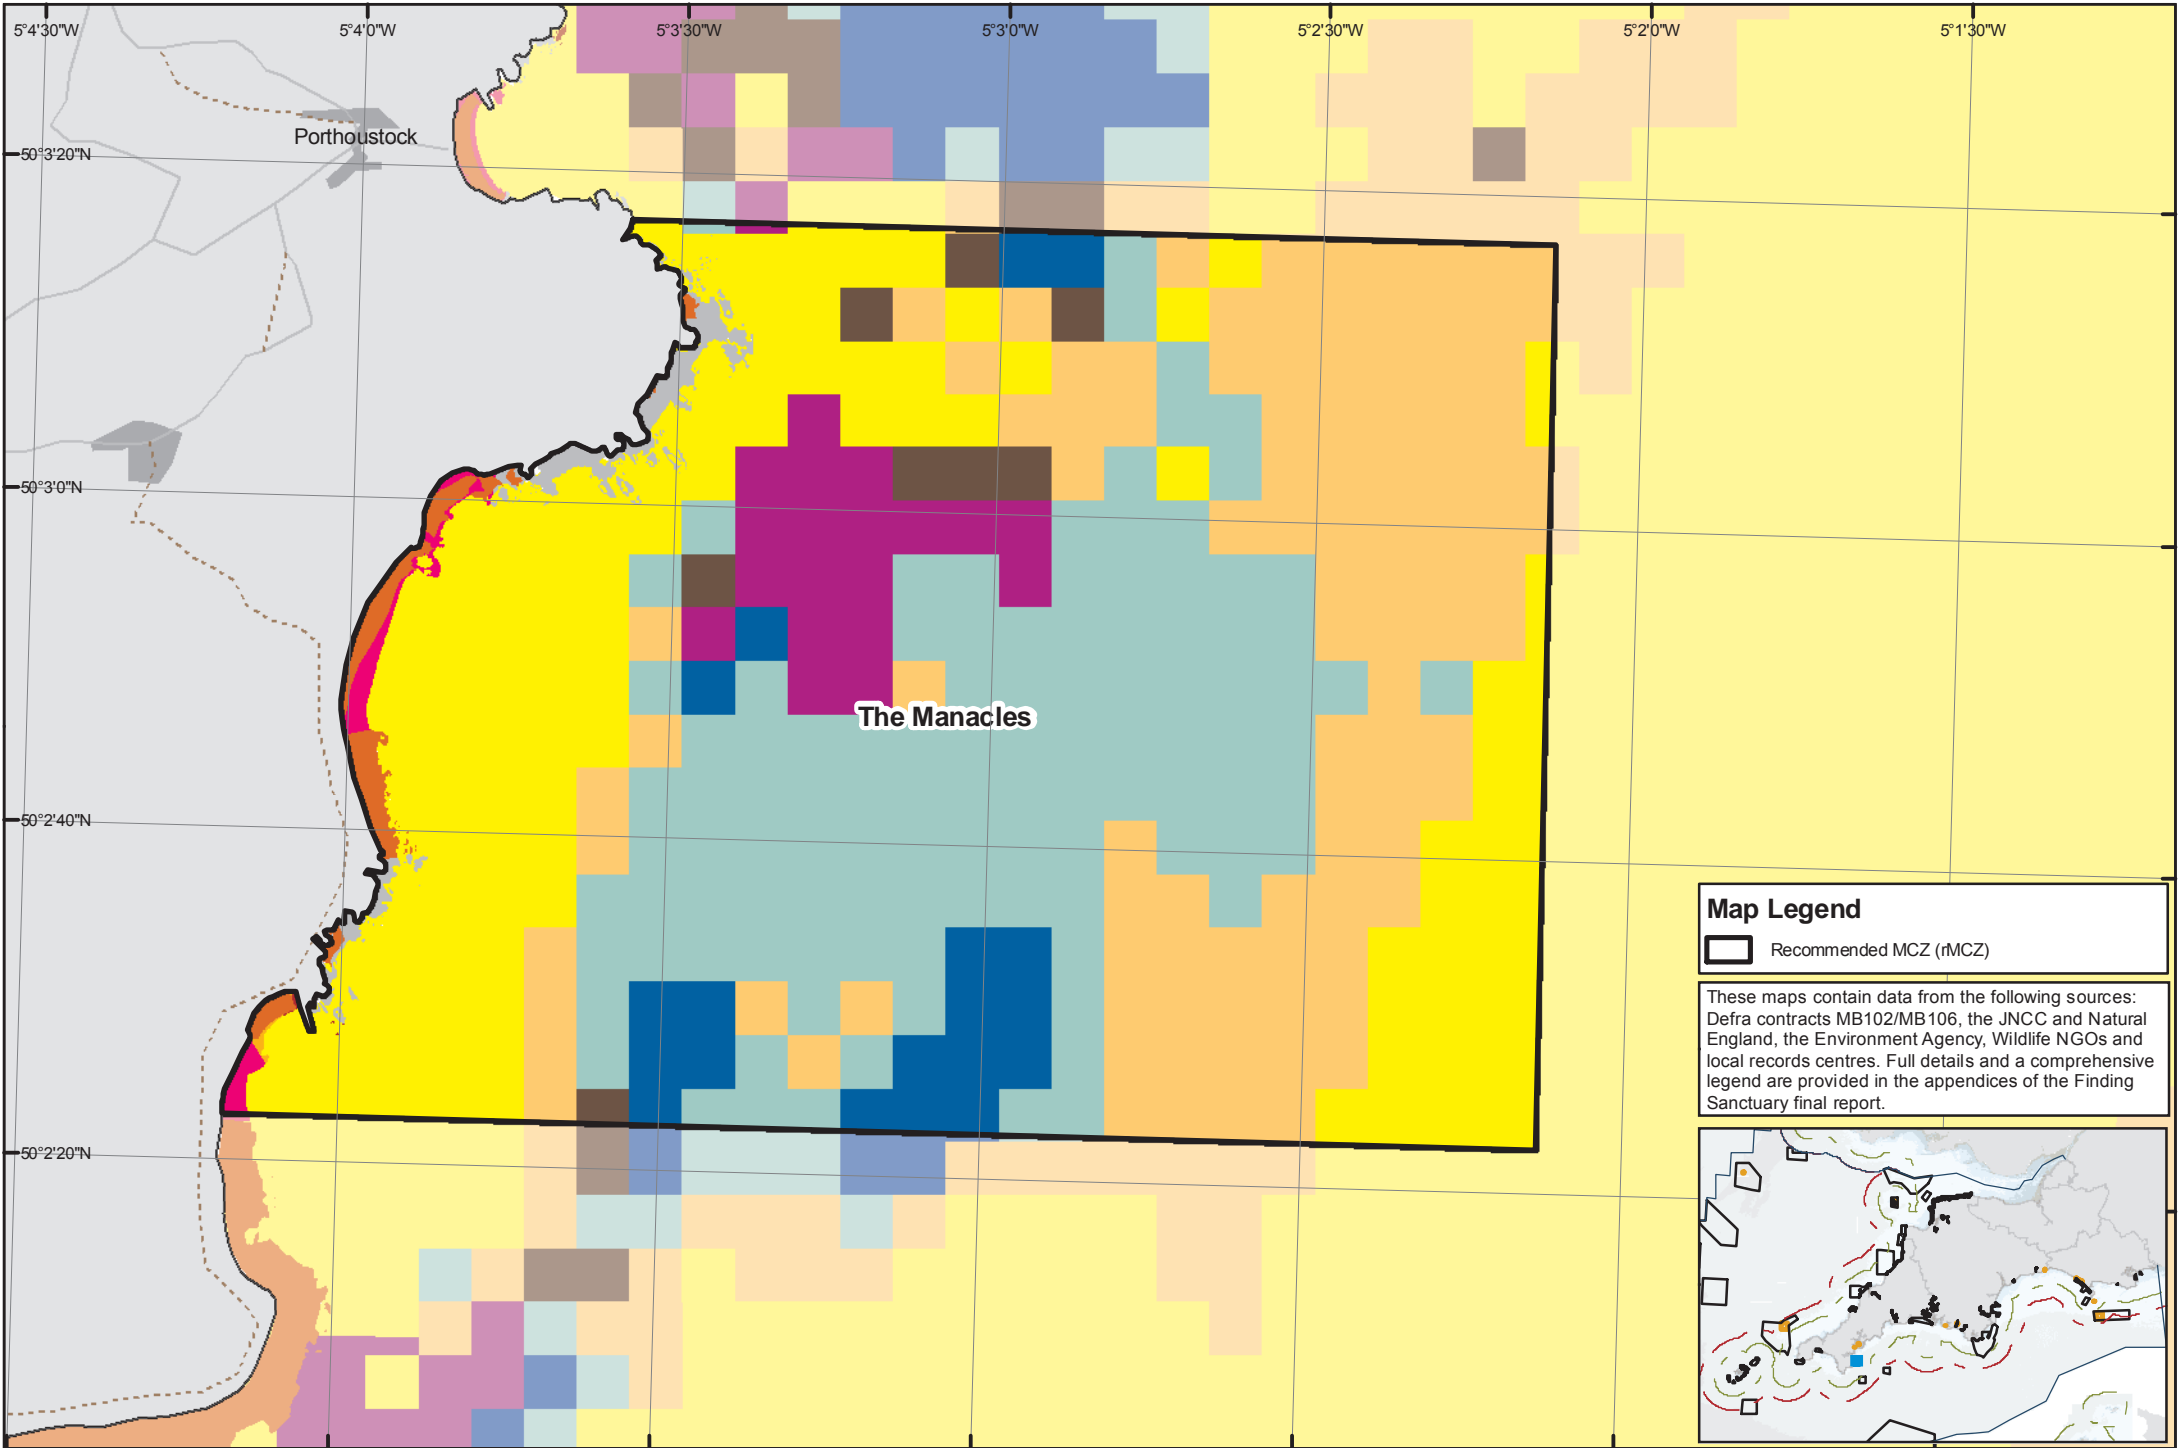 5°4'30"W
5°4'0"W
5°3'30"W
5°3'0"W
5°2'30"W
5°2'0"W
5°1'30"W
Porthoustock
50°3'20"N
50°3'0"N
The Manacles
50°2'40"N
50°2'20"N
Map Legend
Recommended MCZ (rMCZ)
These maps contain data from the following sources:
Defra contracts MB102/MB106, the JNCC and Natural
England, the Environment Agency, Wildlife NGOs and
local records centres. Full details and a comprehensive
legend are provided in the appendices of the Finding
Sanctuary final report.